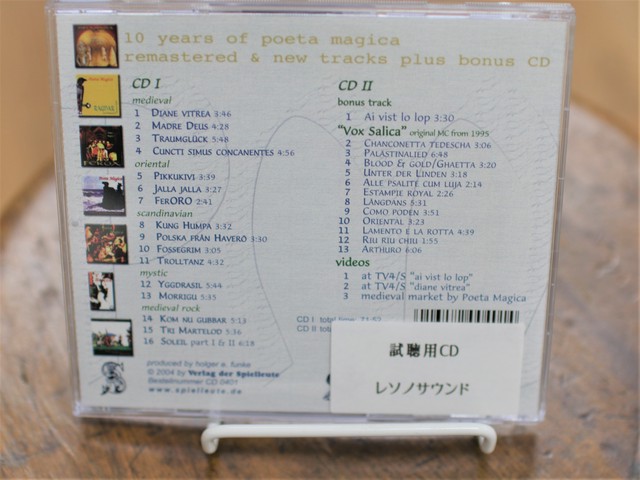 10 years of poeta magica
remastered & new tracks plus bonus CD
CD I
medieval
1 Diane vitrea 3:46
2 Madre Deus 4:28
3 Traumglück 5:48
4 Cuncti simus concanentes 4:56
oriental
5 Pikkukivi 3:39
6 Jalla jalla 3:27
7 FerORO 2:41
scandinavian
8 Kung Humpa 3:32
9 Polska från Haverö 3:30
10 Fossegrim 3:05
11 Trolltanz 4:32
mystic
12 Yggdrasil 5:44
13 Morrigu 5:35
medieval rock
14 Kom nu gubbar 5:13
15 Tri Martelod 5:36
16 Soleil part I & II 6:18
CD II
bonus track
1 Ai vist lo lop 3:30
"Vox Salica" original MC from 1995
2 Chanconetta Tedescha 3:06
3 Palästinalied 6:48
4 Blood & gold/Ghaetta 3:20
5 Unter der Linden 3:18
6 Alle psalite cum luja 2:14
7 Estampie royal 2:26
8 Långdans 5:31
9 Como poden 3:51
10 Oriental 3:23
11 Lamento e la rotta 4:39
12 Riu riu chiu 1:55
13 Arthuro 6:06
videos
1 at TV4/S "ai vist lo lop"
2 at TV4/S "diane vitrea"
3 medieval market by Poeta Magica
CD I total time
CD II
produced by holger e. funke
© 2004 by Verlag der Spielleute
Bestellnummer CD 0401
www.spielleute.de
試聴用CD
レソノサウンド